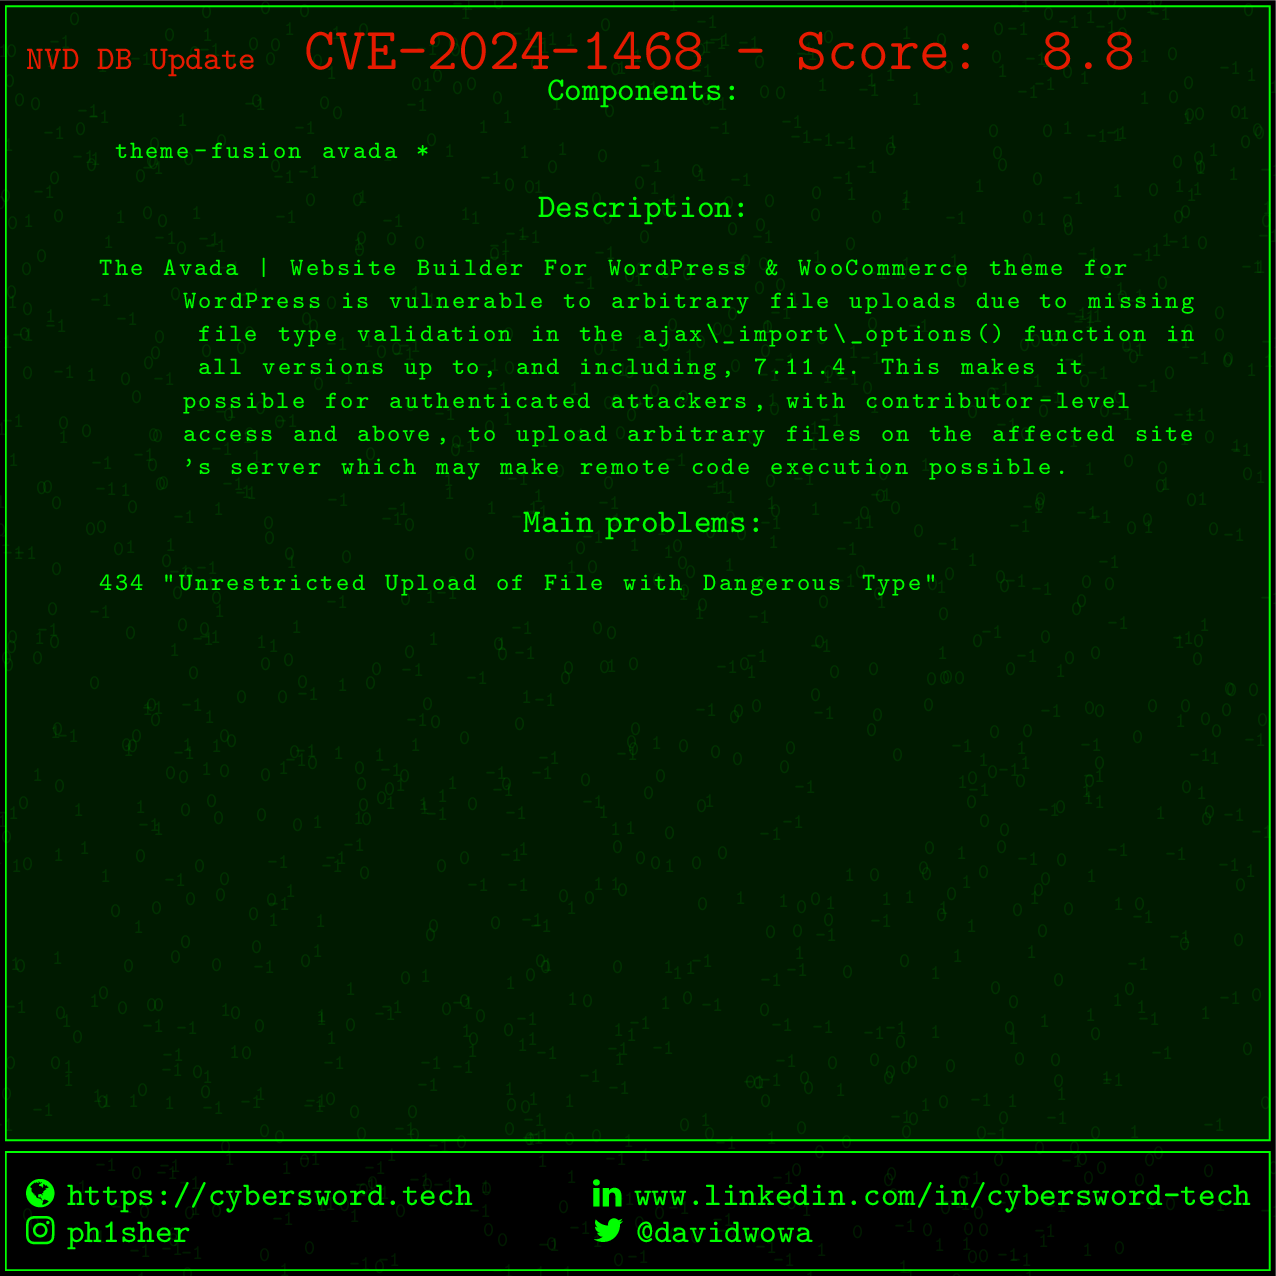 NVD DB Update CVE-2024-1468 - Score: 8.8
Components:
theme-fusion avada *
Description:
The Avada | Website Builder For WordPress & WooCommerce theme for
WordPress is vulnerable to arbitrary file uploads due to missing
file type validation in the ajax\_import\_options() function in
all versions up to, and including, 7.11.4. This makes it
possible for authenticated attackers, with contributor-level
access and above, to upload arbitrary files on the affected site
's server which may make remote code execution possible.
Main problems:
434 "Unrestricted Upload of File with Dangerous Type"
https://cybersword.tech
www.linkedin.com/in/cybersword-tech
ph1sher
@davidwowa